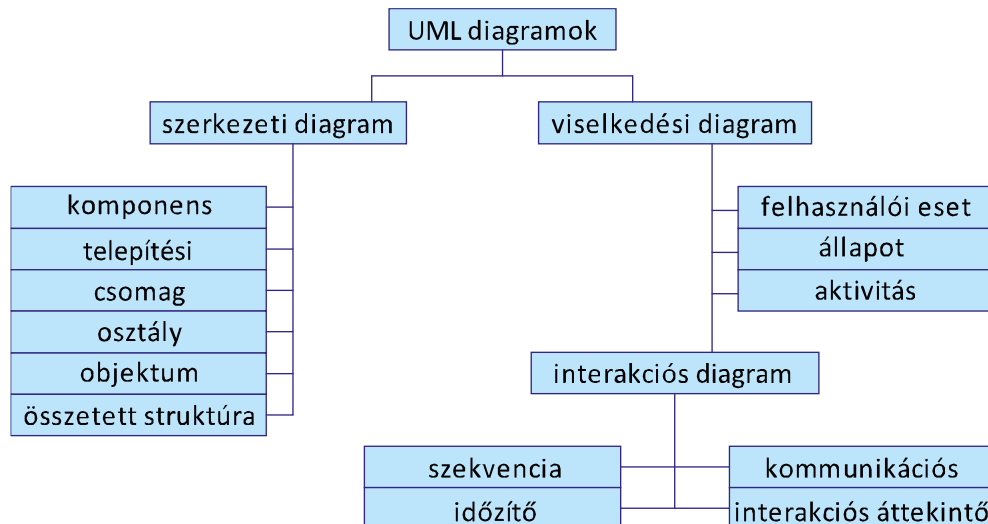 UML diagramok
szerkezeti diagram
viselkedési diagram
komponens
telepítési
csomag
osztály
objektum
összetett struktúra
felhasználói eset
állapot
aktivitás
interakciós diagram
szekvencia
időzítő
kommunikációs
interakciós áttekintő